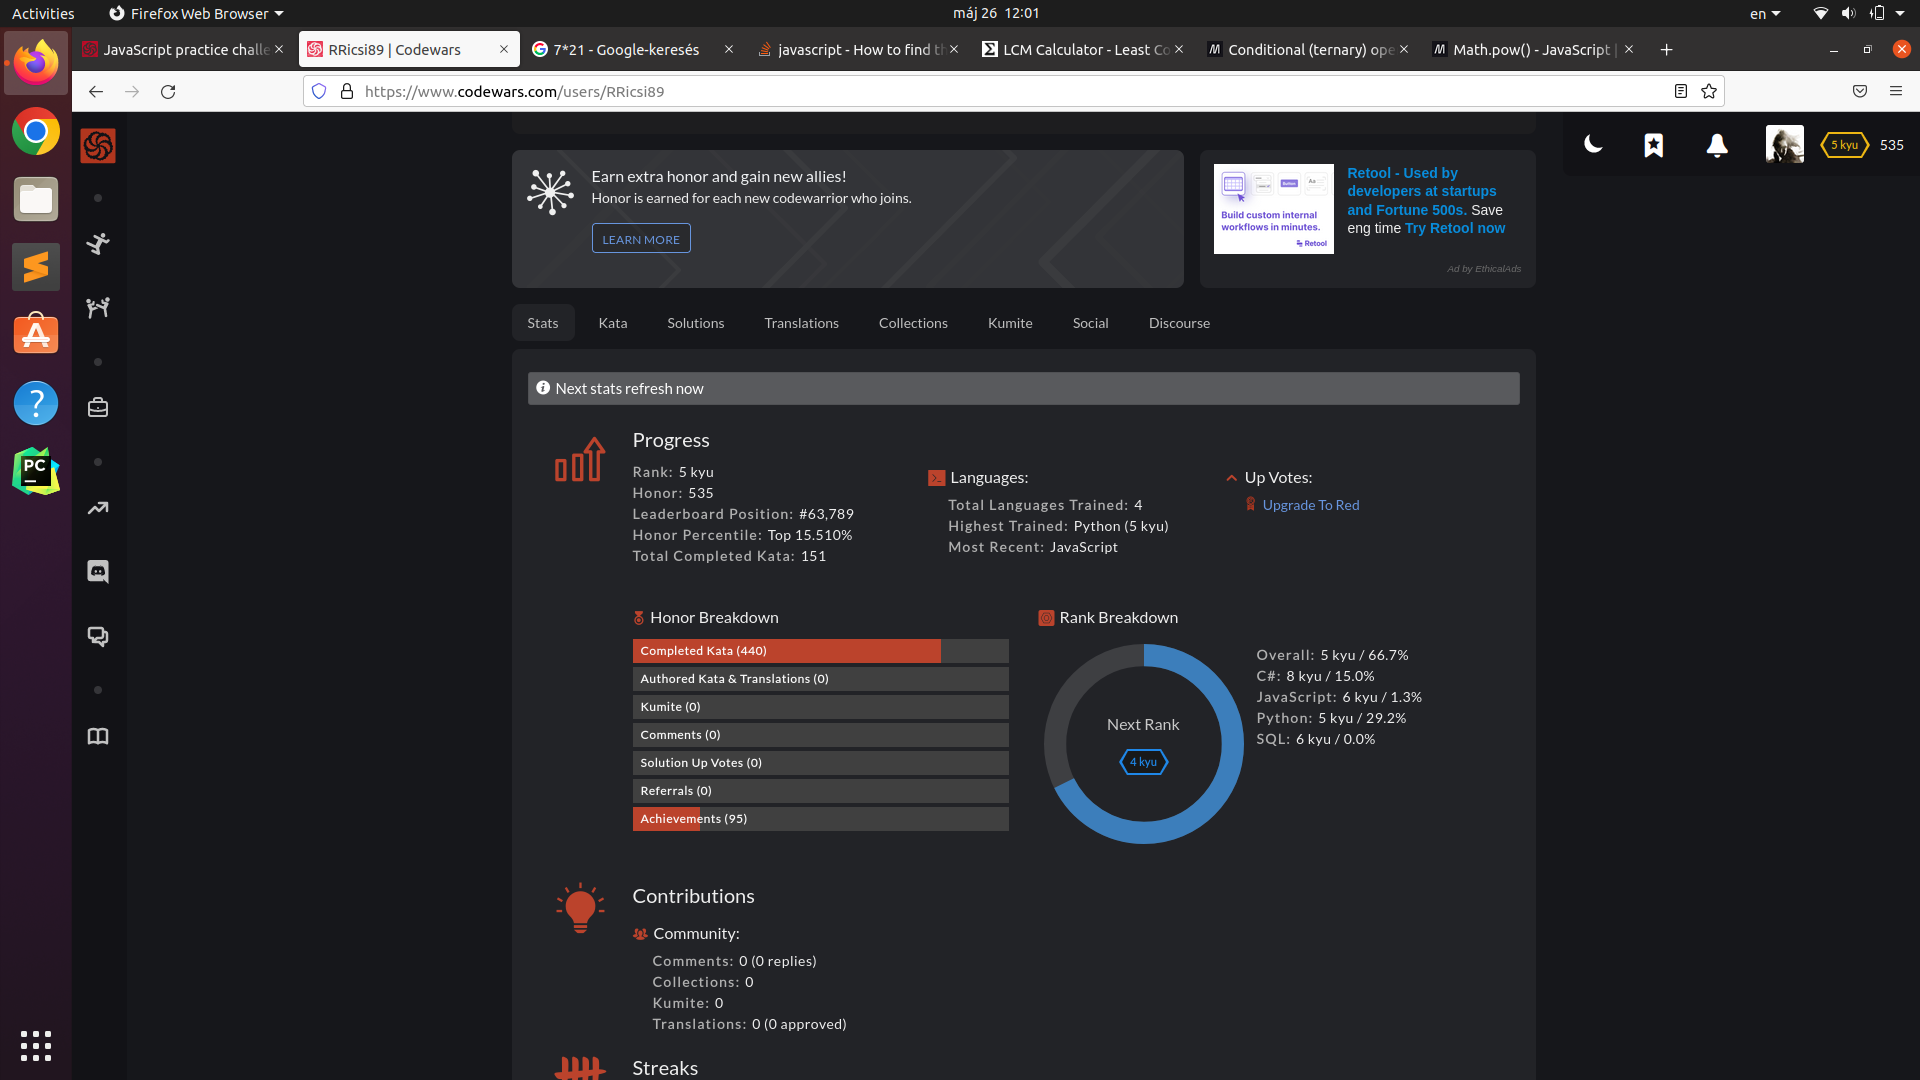 Activities
Firefox Web Browser
máj 26 12:01
en
JavaScript practice challe
RRicsi89 | Codewars
7*21 - Google-keresés
javascript - How to find th
LCM Calculator - Least Co
Conditional (ternary) ope
Math.pow() - JavaScript |
https://www.codewars.com/users/RRicsi89
5 kyu
535
Earn extra honor and gain new allies!
Honor is earned for each new codewarrior who joins.
LEARN MORE
Build custom internal
workflows in minutes.
Retool
Retool - Used by
developers at startups
and Fortune 500s. Save
eng time Try Retool now
Ad by EthicalAds
Stats
Kata
Solutions
Translations
Collections
Kumite
Social
Discourse
Next stats refresh now
Progress
Rank: 5 kyu
Honor: 535
Leaderboard Position: #63,789
Honor Percentile: Top 15.510%
Total Completed Kata: 151
Languages:
Total Languages Trained: 4
Highest Trained: Python (5 kyu)
Most Recent: JavaScript
Up Votes:
Upgrade To Red
Honor Breakdown
Completed Kata (440)
Authored Kata & Translations (0)
Kumite (0)
Comments (0)
Solution Up Votes (0)
Referrals (0)
Achievements (95)
Rank Breakdown
Next Rank
4 kyu
Overall: 5 kyu / 66.7%
C#: 8 kyu / 15.0%
JavaScript: 6 kyu / 1.3%
Python: 5 kyu / 29.2%
SQL: 6 kyu / 0.0%
Contributions
Community:
Comments: 0 (0 replies)
Collections: 0
Kumite: 0
Translations: 0 (0 approved)
Streaks
PC